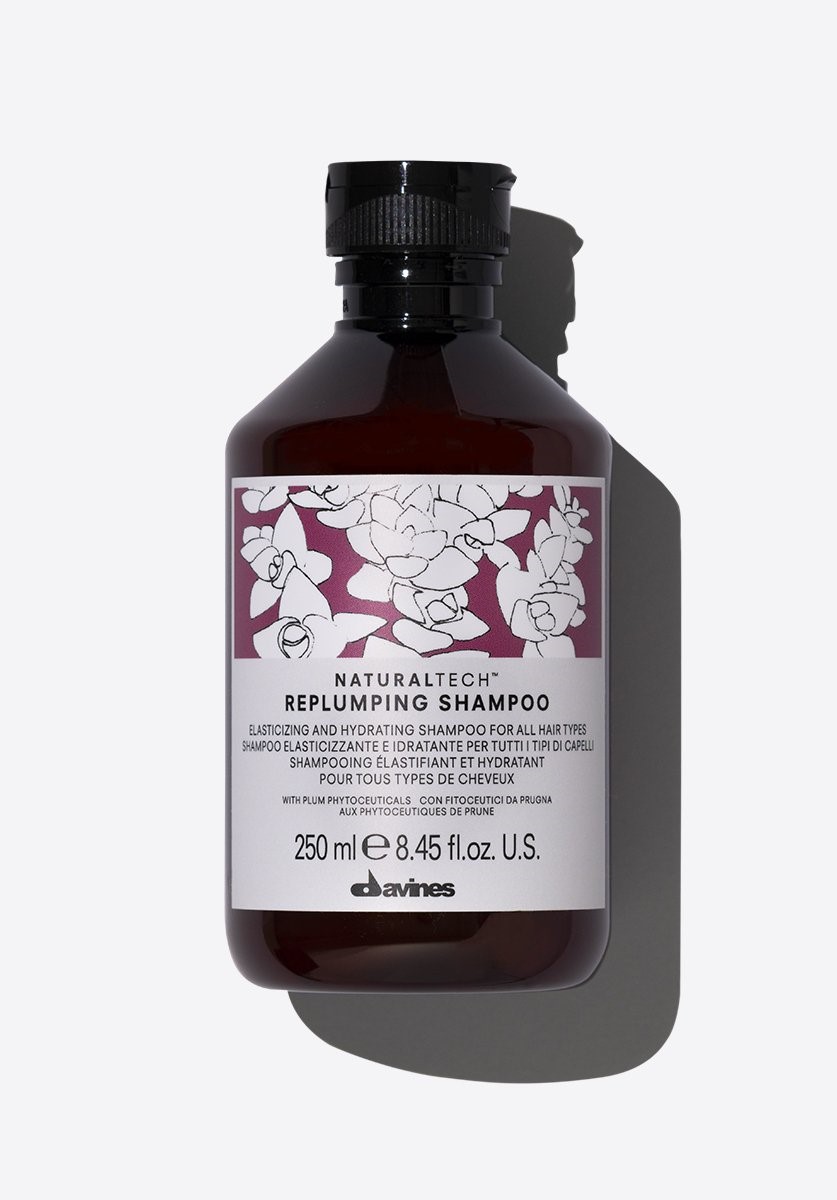 NATURALTECH™
REPLUMPING SHAMPOO
ELASTICIZING AND HYDRATING SHAMPOO FOR ALL HAIR TYPES
SHAMPOO ELASTICIZZANTE E IDRATANTE PER TUTTI I TIPI DI CAPELLI
SHAMPOOING ÉLASTIFIANT ET HYDRATANT
POUR TOUS TYPES DE CHEVEUX
WITH PLUM PHYTOCEUTICALS CON FITOCEUTICI DA PRUGNA
AUX PHYTOCEUTIQUES DE PRUNE
250 ml ℮ 8.45 fl.oz. U.S.
davines